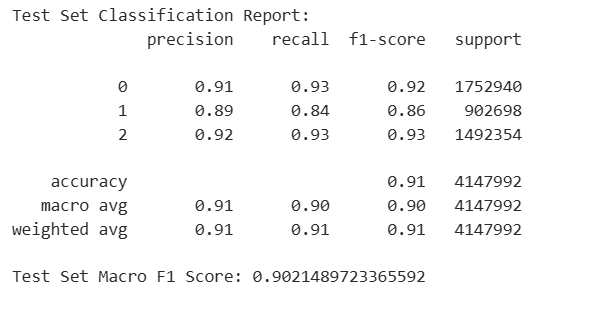 Test Set Classification Report:
              precision    recall  f1-score   support

           0       0.91      0.93      0.92   1752940
           1       0.89      0.84      0.86    902698
           2       0.92      0.93      0.93   1492354

    accuracy                           0.91   4147992
   macro avg       0.91      0.90      0.90   4147992
weighted avg       0.91      0.91      0.91   4147992

Test Set Macro F1 Score: 0.9021489723365592